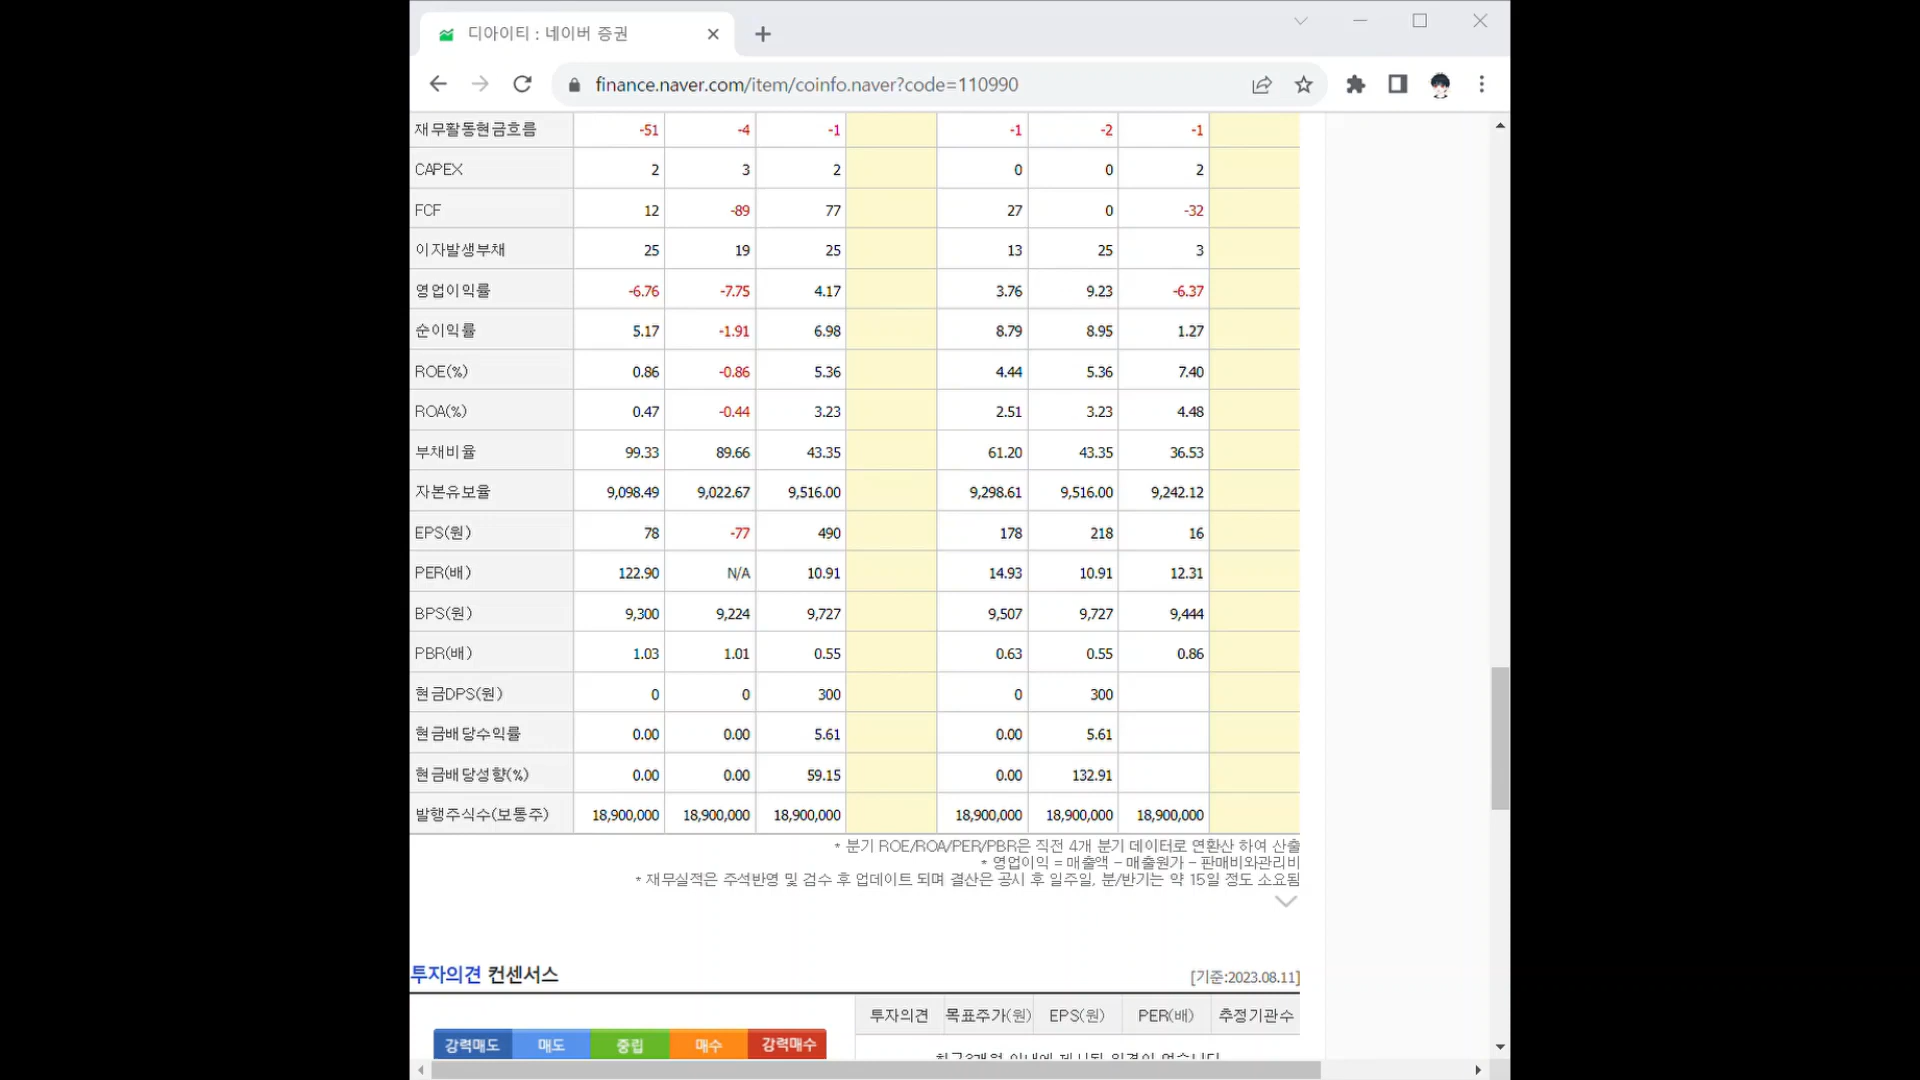 디아이티 : 네이버 증권
finance.naver.com/item/coinfo.naver?code=110990
재무활동현금흐름 -51 -4 -1 -1 -2 -1
CAPEX 2 3 2 0 0 2
FCF 12 -89 77 27 0 -32
이자발생부채 25 19 25 13 25 3
영업이익률 -6.76 -7.75 4.17 3.76 9.23 -6.37
순이익률 5.17 -1.91 6.98 8.79 8.95 1.27
ROE(%) 0.86 -0.86 5.36 4.44 5.36 7.40
ROA(%) 0.47 -0.44 3.23 2.51 3.23 4.48
부채비율 99.33 89.66 43.35 61.20 43.35 36.53
자본유보율 9,098.49 9,022.67 9,516.00 9,298.61 9,516.00 9,242.12
EPS(원) 78 -77 490 178 218 16
PER(배) 122.90 N/A 10.91 14.93 10.91 12.31
BPS(원) 9,300 9,224 9,727 9,507 9,727 9,444
PBR(배) 1.03 1.01 0.55 0.63 0.55 0.86
현금DPS(원) 0 0 300 0 300
현금배당수익률 0.00 0.00 5.61 0.00 5.61
현금배당성향(%) 0.00 0.00 59.15 0.00 132.91
발행주식수(보통주) 18,900,000 18,900,000 18,900,000 18,900,000 18,900,000 18,900,000
* 분기 ROE/ROA/PER/PBR은 직전 4개 분기 데이터로 연환산 하여 산출
* 영업이익 = 매출액 - 매출원가 - 판매비와관리비
* 재무실적은 주석반영 및 검수 후 업데이트 되며 결산은 공시 후 일주일, 분/반기는 약 15일 정도 소요됨
투자의견 컨센서스 [기준:2023.08.11]
투자의견 목표주가(원) EPS(원) PER(배) 추정기관수
강력매도 매도 중립 매수 강력매수
최근3개월 이내에 제시된 의견이 없습니다